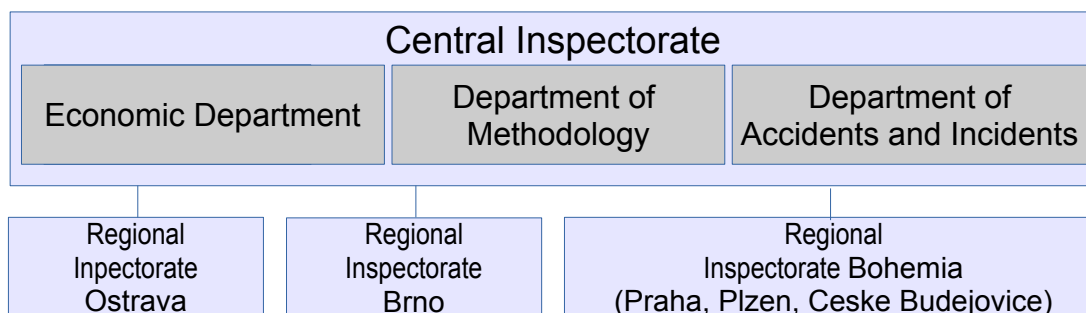 Central Inspectorate
Economic Department
Department of
Methodology
Department of
Accidents and Incidents
Regional
Inpectorate
Ostrava
Regional
Inspectorate
Brno
Regional
Inspectorate Bohemia
(Praha, Plzen, Ceske Budejovice)